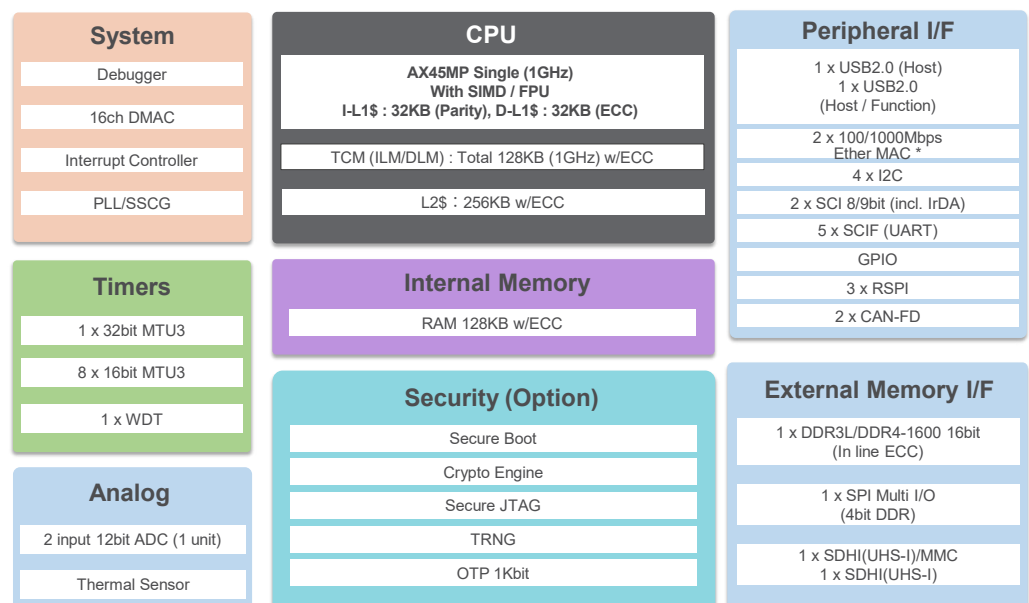 System
Debugger
16ch DMAC
Interrupt Controller
PLL/SSCG
Timers
1 x 32bit MTU3
8 x 16bit MTU3
1 x WDT
Analog
2 input 12bit ADC (1 unit)
Thermal Sensor
CPU
AX45MP Single (1GHz)
With SIMD / FPU
I-L1$ : 32KB (Parity), D-L1$ : 32KB (ECC)
TCM (ILM/DLM) : Total 128KB (1GHz) w/ECC
L2$：256KB w/ECC
Internal Memory
RAM 128KB w/ECC
Security (Option)
Secure Boot
Crypto Engine
Secure JTAG
TRNG
OTP 1Kbit
Peripheral I/F
1 x USB2.0 (Host)
1 x USB2.0
(Host / Function)
2 x 100/1000Mbps
Ether MAC *
4 x I2C
2 x SCI 8/9bit (incl. IrDA)
5 x SCIF (UART)
GPIO
3 x RSPI
2 x CAN-FD
External Memory I/F
1 x DDR3L/DDR4-1600 16bit
(In line ECC)
1 x SPI Multi I/O
(4bit DDR)
1 x SDHI(UHS-I)/MMC
1 x SDHI(UHS-I)